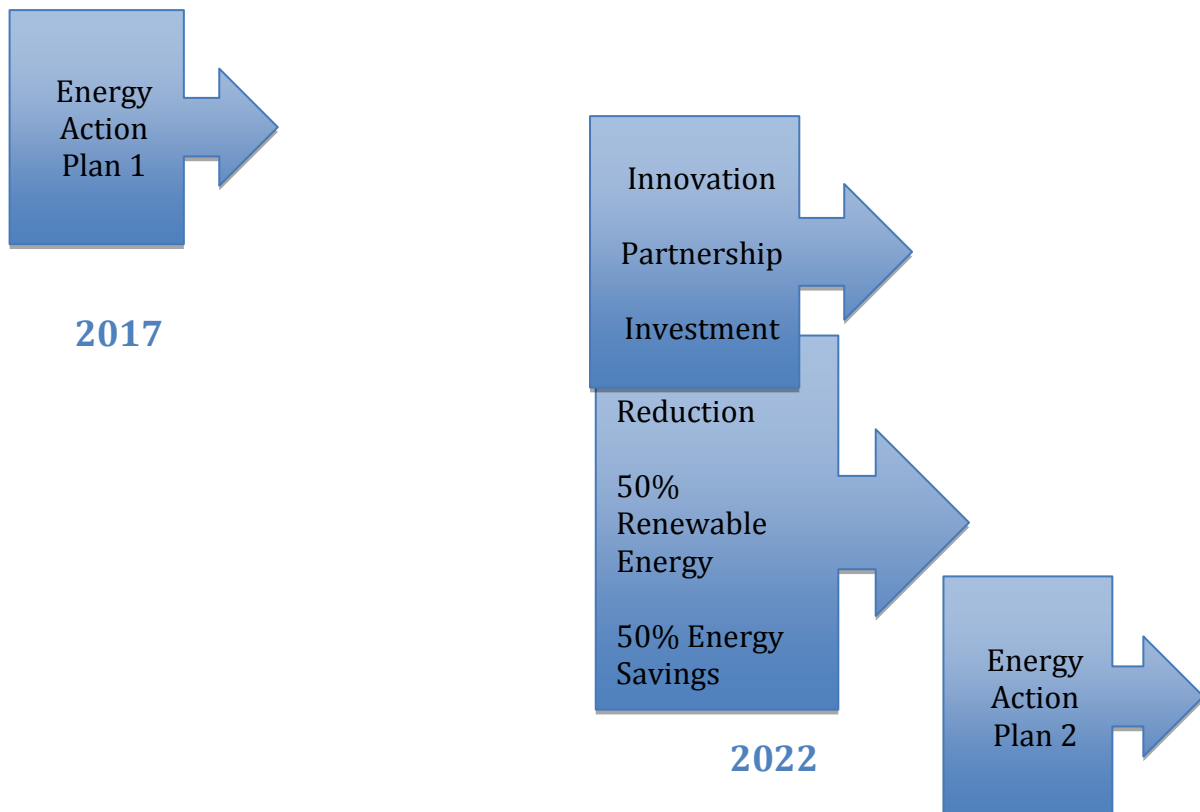 Energy
Action
Plan 1
2017
Innovation
Partnership
Investment
Reduction
50%
Renewable
Energy
50% Energy
Savings
2022
Energy
Action
Plan 2